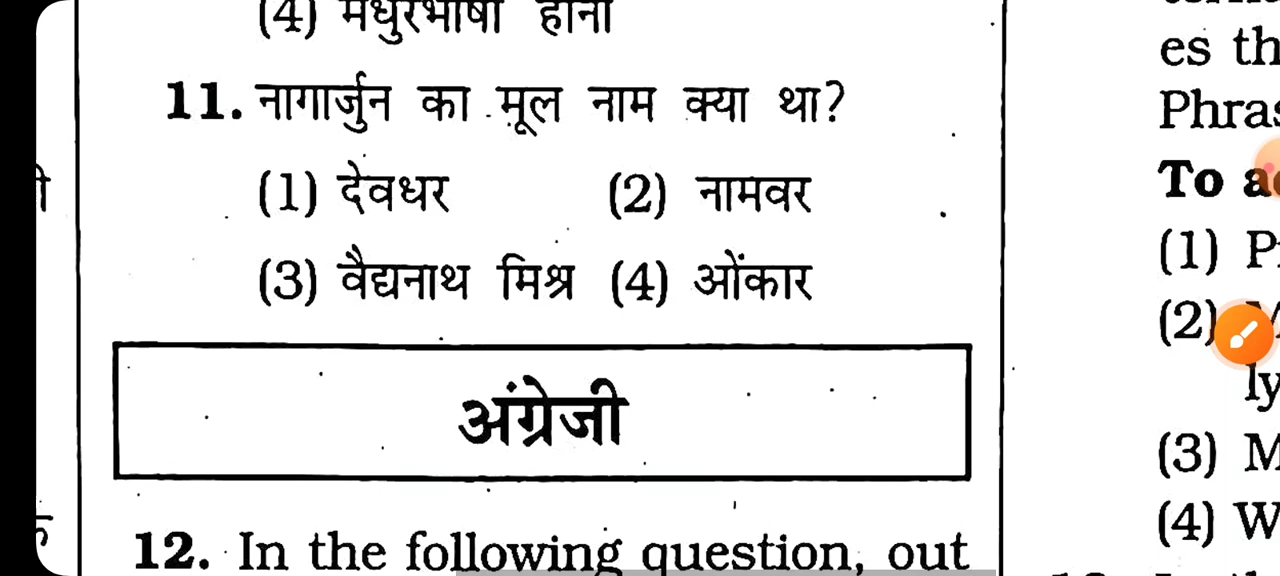 (4) मधुरभाषी होना
11. नागार्जुन का मूल नाम क्या था?
(1) देवधर (2) नामवर
(3) वैद्यनाथ मिश्र (4) ओंकार
अंग्रेजी
12. In the following question, out
es th
Phras
To a
(1) P
(2)
ly
(3) M
(4) W